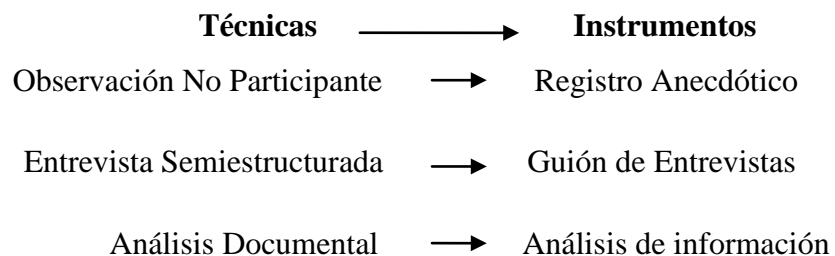 Técnicas Instrumentos
Observación No Participante Registro Anecdótico
Entrevista Semiestructurada Guión de Entrevistas
Análisis Documental Análisis de información